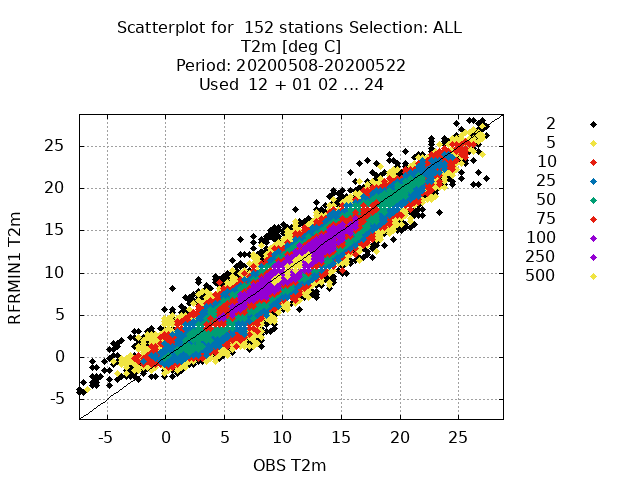 Scatterplot for  152 stations Selection: ALL
T2m [deg C]
Period: 20200508-20200522
Used  12 + 01 02 ... 24
RFRMIN1 T2m
25
20
15
10
5
0
-5
-5 0 5 10 15 20 25
OBS T2m
2
5
10
25
50
75
100
250
500